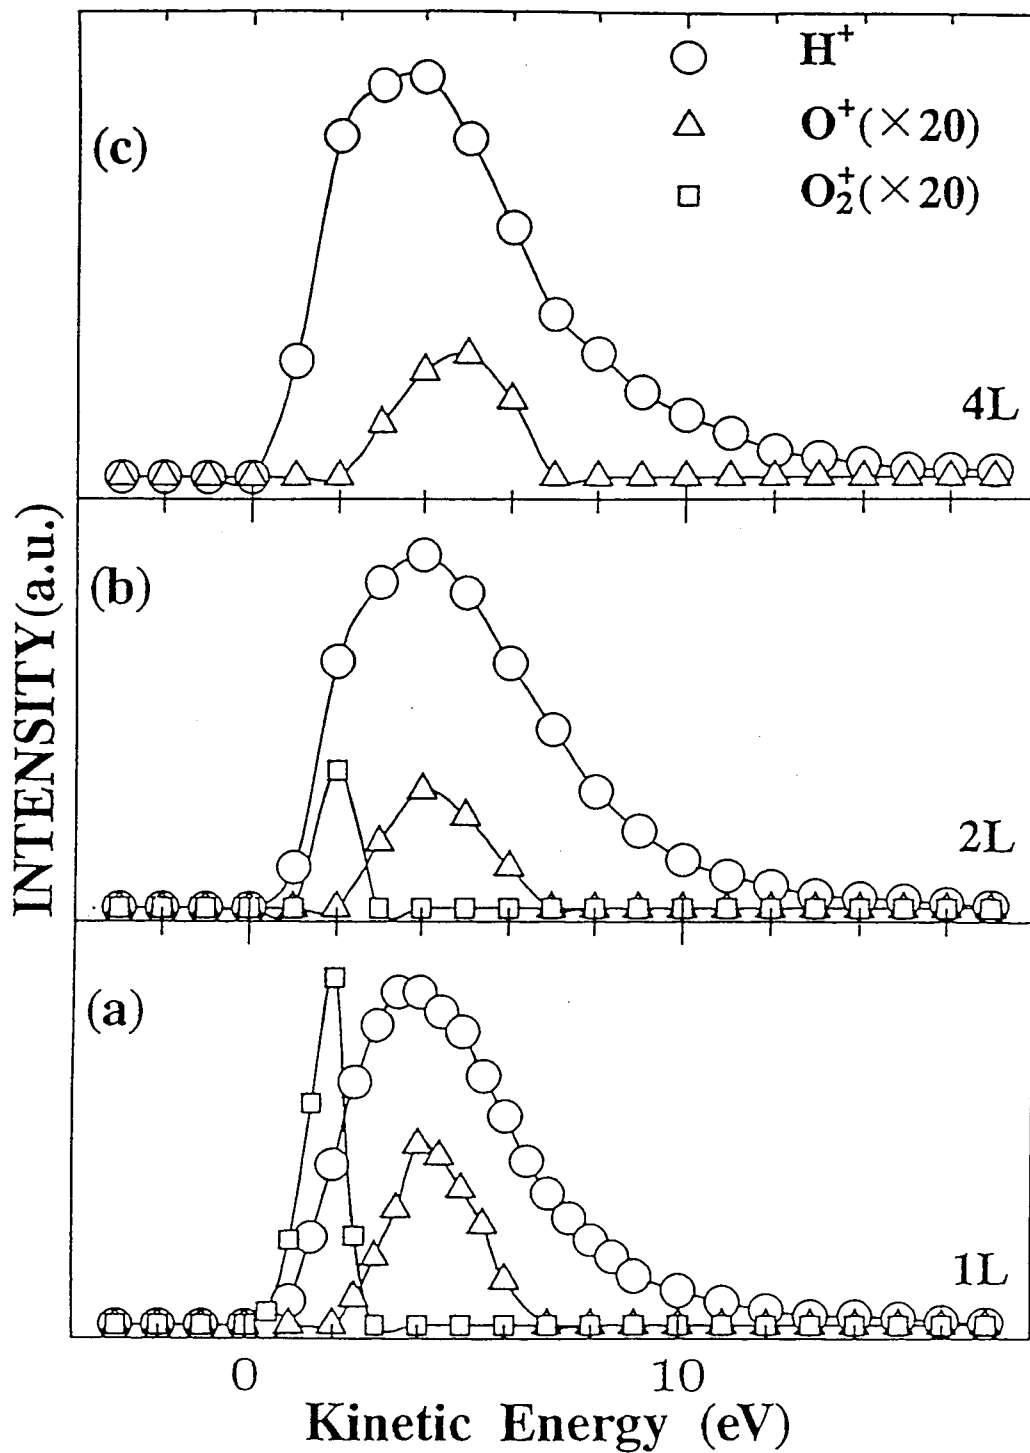 (c)
H⁺
O⁺(×20)
O₂⁺(×20)
4L
(b)
2L
(a)
1L
INTENSITY(a.u.)
0 10
Kinetic Energy (eV)